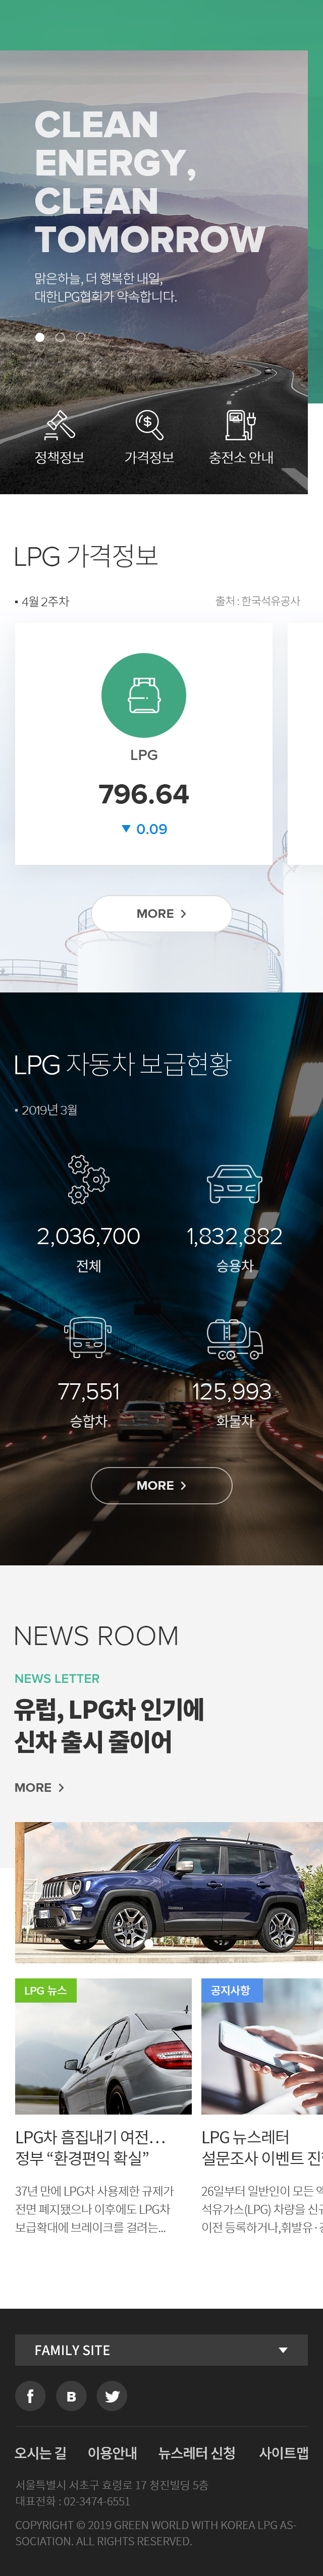 CLEAN
ENERGY,
CLEAN
TOMORROW
맑은하늘, 더 행복한 내일,
대한LPG협회가 약속합니다.
정책정보
가격정보
충전소 안내
LPG 가격정보
4월 2주차
출처 : 한국석유공사
LPG
796.64
▼ 0.09
MORE >
LPG 자동차 보급현황
2019년 3월
2,036,700
전체
1,832,882
승용차
77,551
승합차
125,993
화물차
MORE >
NEWS ROOM
NEWS LETTER
유럽, LPG차 인기에
신차 출시 줄이어
MORE >
LPG 뉴스
LPG차 흠집내기 여전…
정부 “환경편익 확실”
37년 만에 LPG차 사용제한 규제가
전면 폐지됐으나 이후에도 LPG차
보급확대에 브레이크를 걸려는...
공지사항
LPG 뉴스레터
설문조사 이벤트
26일부터 일반인이 모든
석유가스(LPG) 차량을
이전 등록하거나,휘발유·
FAMILY SITE
f
B
오시는 길
이용안내
뉴스레터 신청
사이트맵
서울특별시 서초구 효령로 17 청진빌딩 5층
대표전화 : 02-3474-6551
COPYRIGHT © 2019 GREEN WORLD WITH KOREA LPG AS-
SOCIATION. ALL RIGHTS RESERVED.